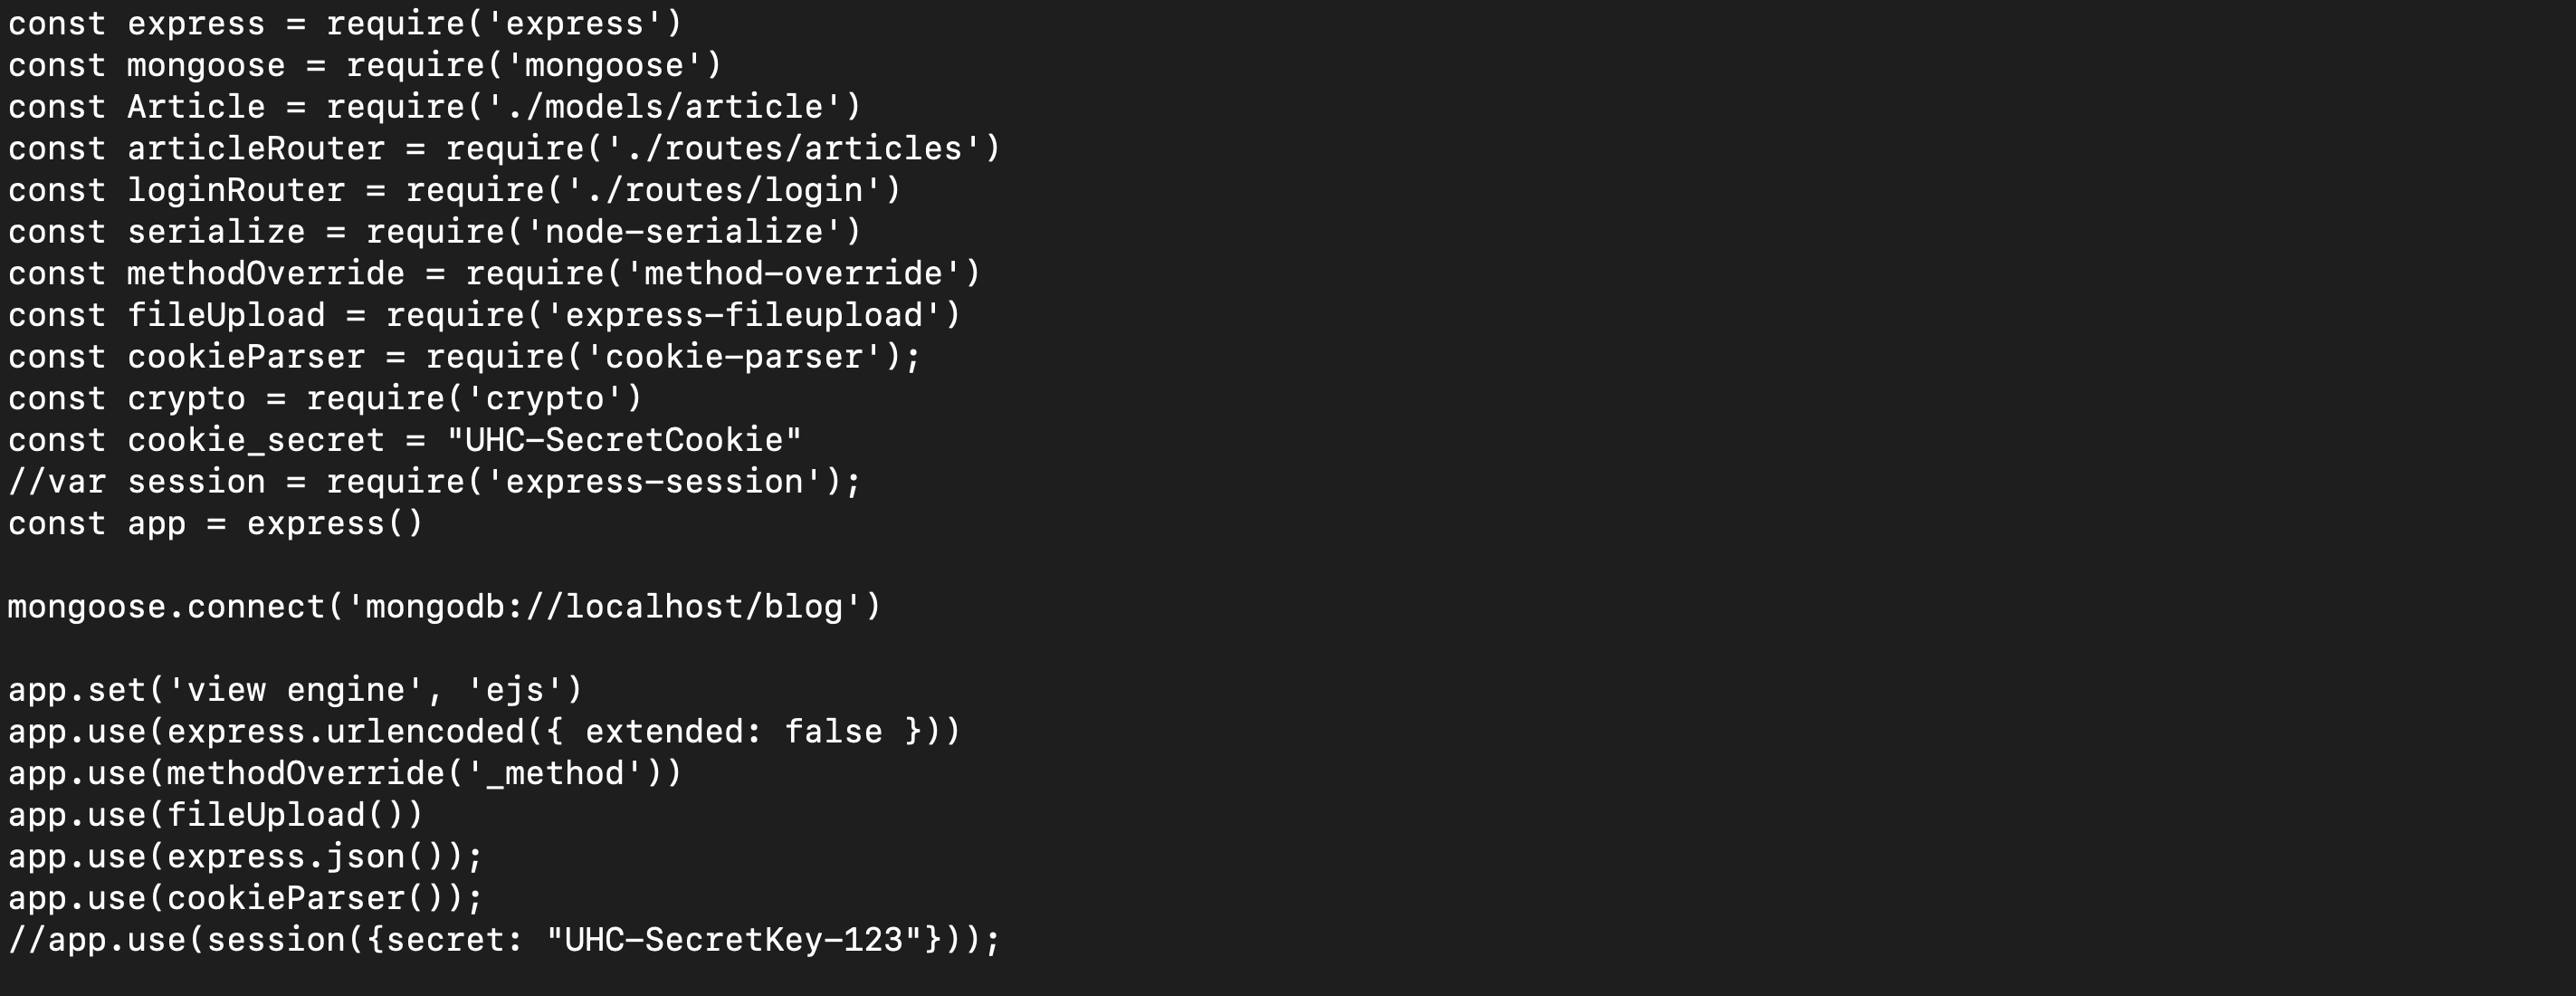 const express = require('express')
const mongoose = require('mongoose')
const Article = require('./models/article')
const articleRouter = require('./routes/articles')
const loginRouter = require('./routes/login')
const serialize = require('node-serialize')
const methodOverride = require('method-override')
const fileUpload = require('express-fileupload')
const cookieParser = require('cookie-parser');
const crypto = require('crypto')
const cookie_secret = "UHC-SecretCookie"
//var session = require('express-session');
const app = express()

mongoose.connect('mongodb://localhost/blog')

app.set('view engine', 'ejs')
app.use(express.urlencoded({ extended: false }))
app.use(methodOverride('_method'))
app.use(fileUpload())
app.use(express.json());
app.use(cookieParser());
//app.use(session({secret: "UHC-SecretKey-123"}));